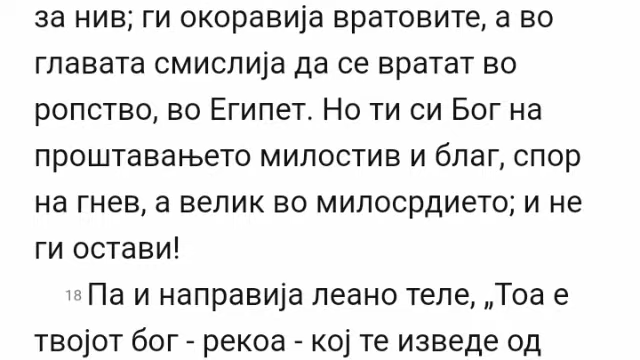 за нив; ги окоравија вратовите, а во
главата смислија да се вратат во
ропство, во Египет. Но ти си Бог на
проштавањето милостив и благ, спор
на гнев, а велик во милосрдието; и не
ги остави!
18 Па и направија леано теле, „Тоа е
твојот бог - рекоа - кој те изведе од